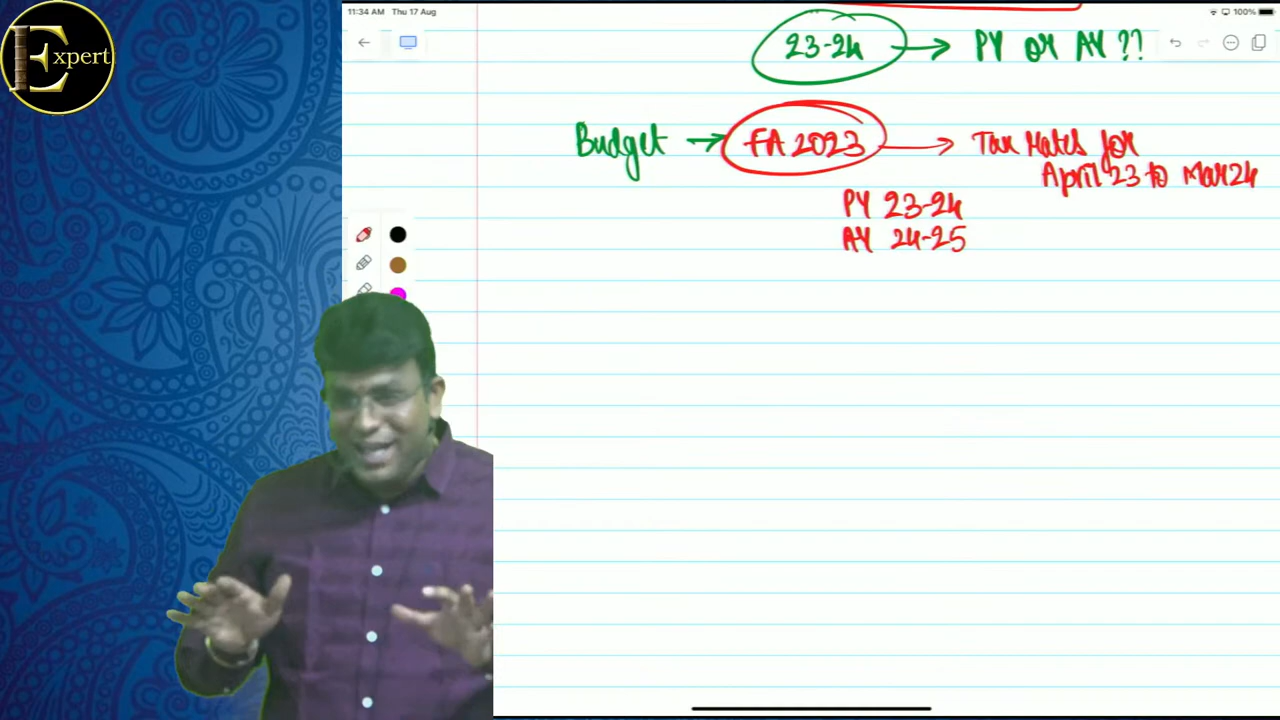 11:34 AM Thu 17 Aug
100%
Expert
23-24 → PY or AY ??
Budget → FA 2023 → Tax Rates for
April 23 to Mar 24
PY 23-24
AY 24-25